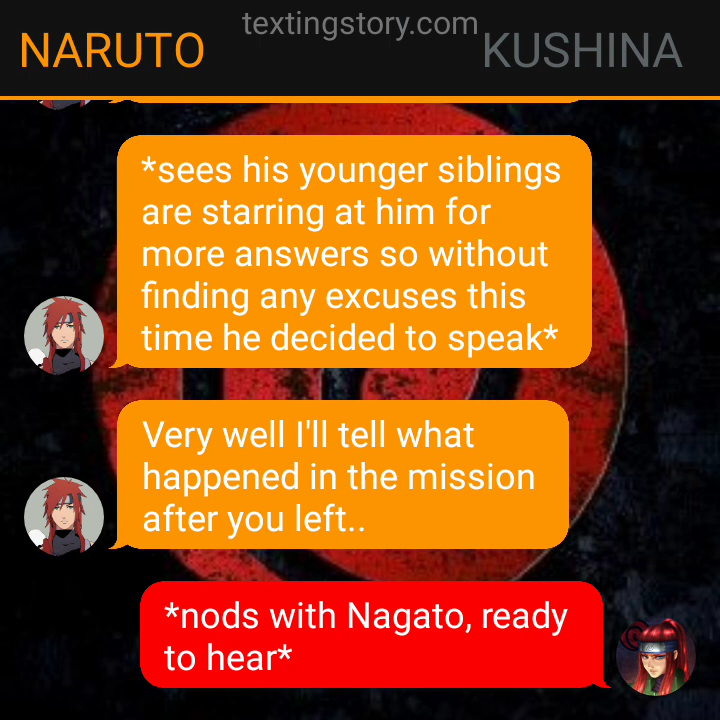 textingstory.com
NARUTO
KUSHINA
*sees his younger siblings
are starring at him for
more answers so without
finding any excuses this
time he decided to speak*
Very well I'll tell what
happened in the mission
after you left..
*nods with Nagato, ready
to hear*